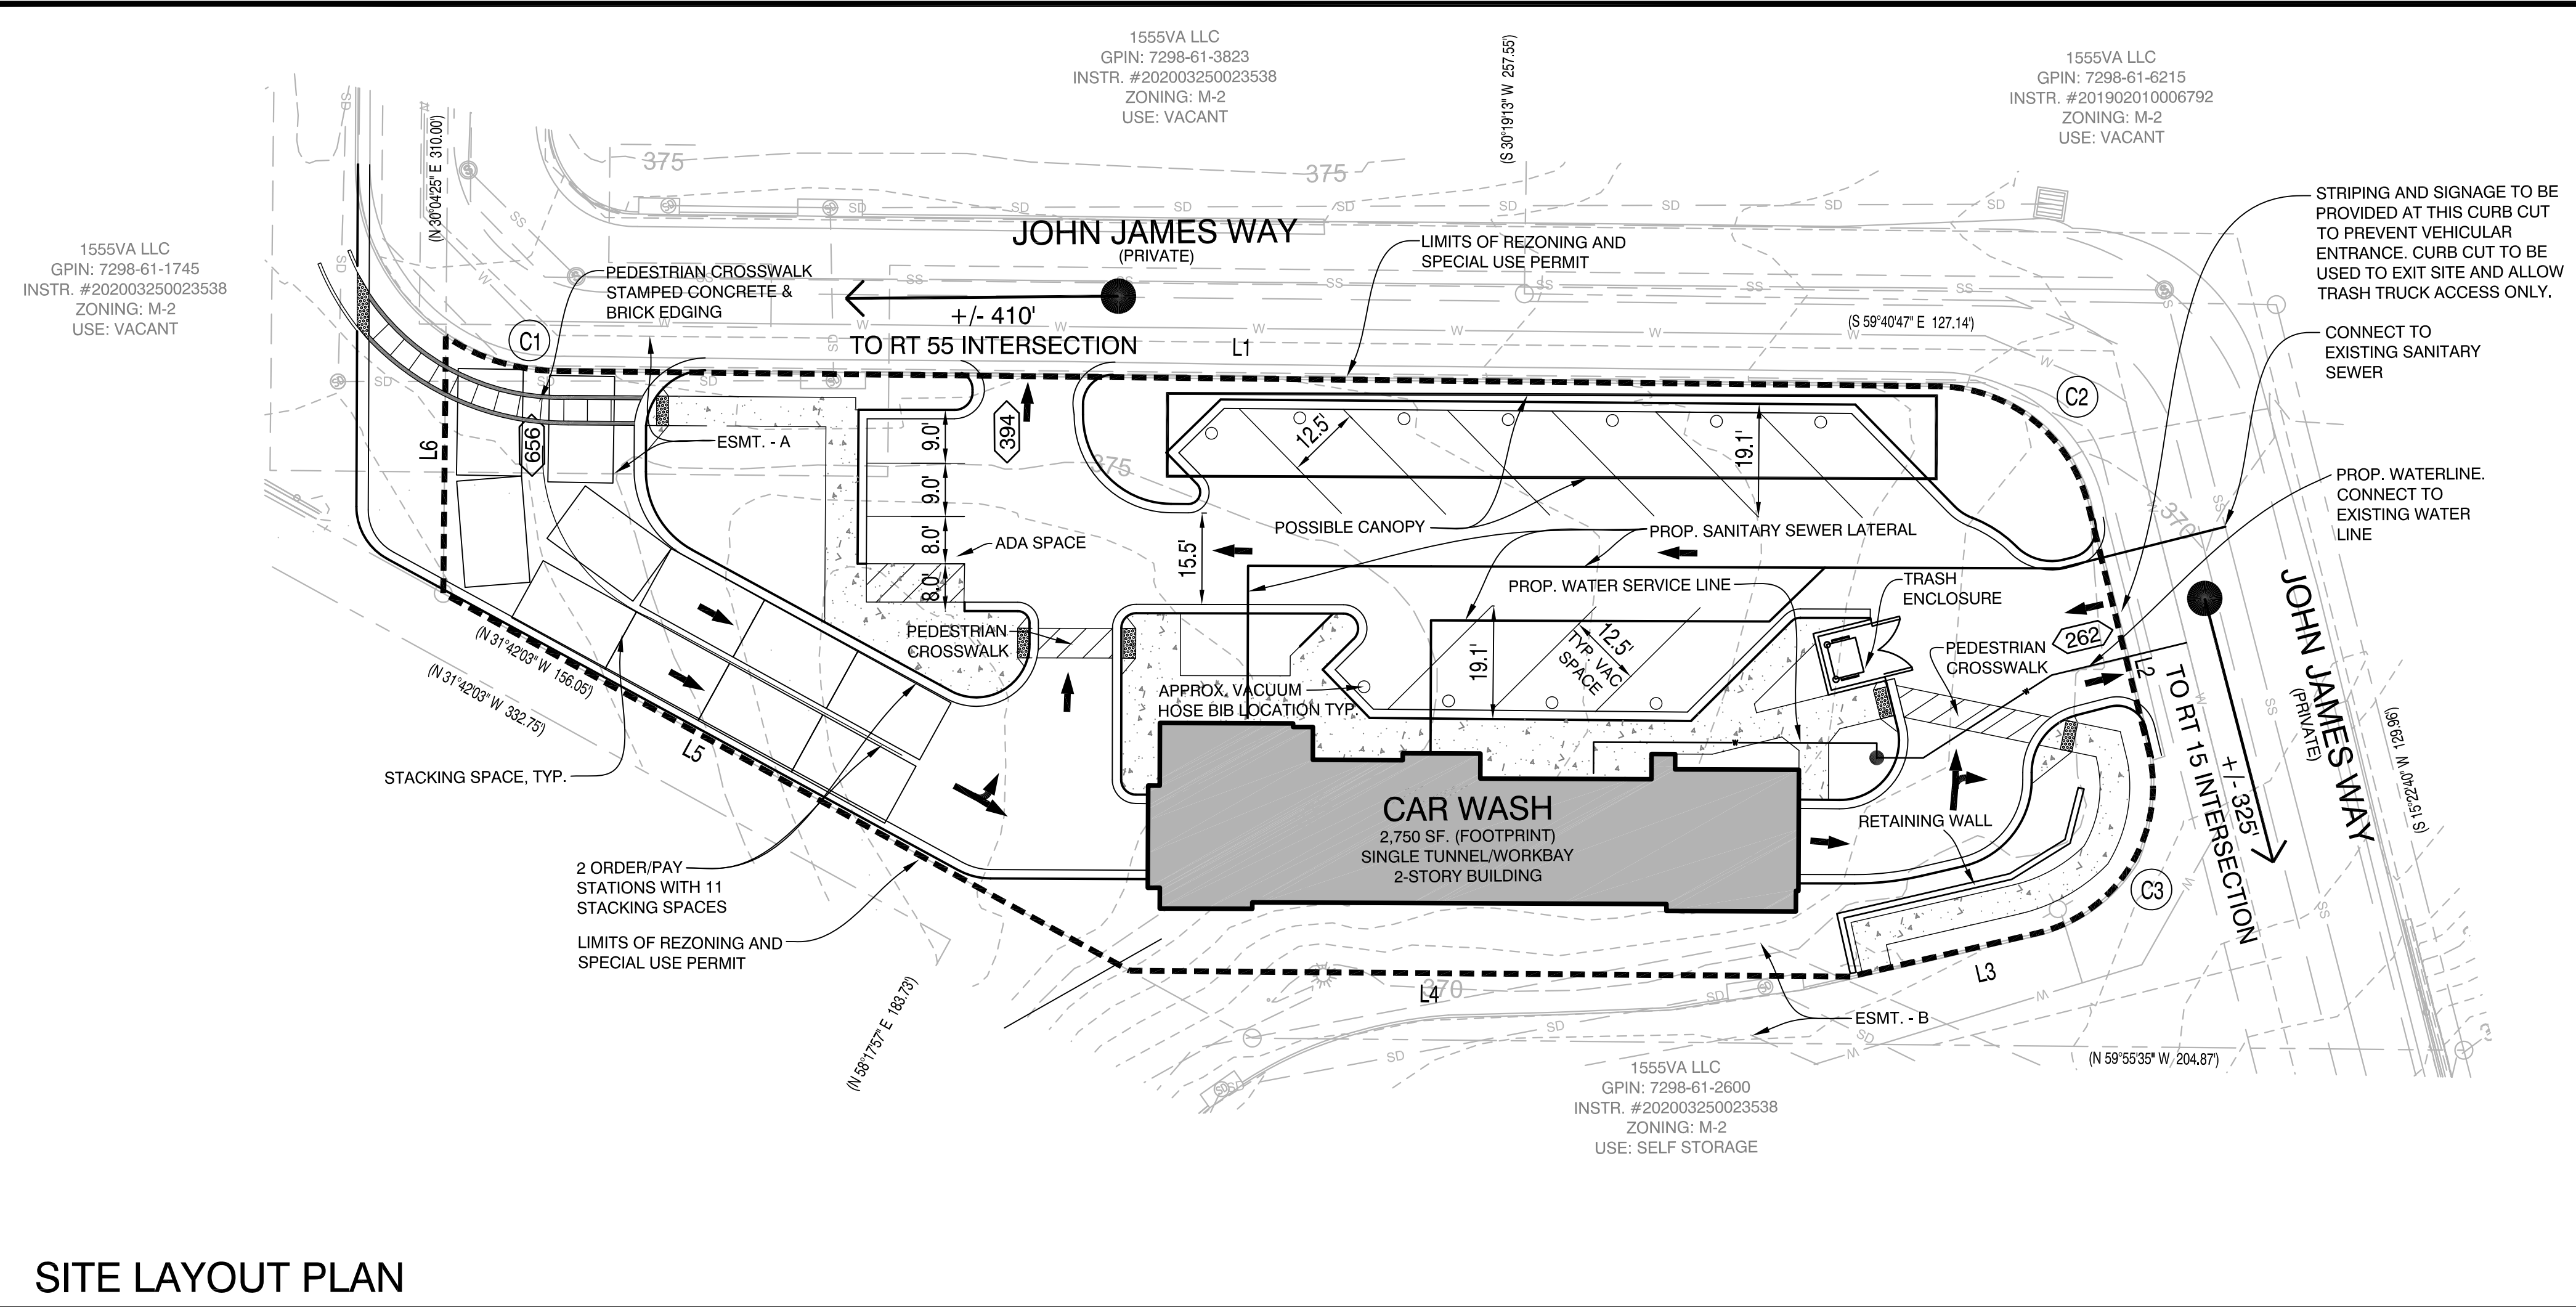 1555VA LLC
GPIN: 7298-61-3823
INSTR. #202003250023538
ZONING: M-2
USE: VACANT
(S 30°19'13" W 257.55')
1555VA LLC
GPIN: 7298-61-6215
INSTR. #201902010006792
ZONING: M-2
USE: VACANT
1555VA LLC
GPIN: 7298-61-1745
INSTR. #202003250023538
ZONING: M-2
USE: VACANT
(N 30°04'25" E 310.00')
375
375
SD
SS
W
JOHN JAMES WAY
(PRIVATE)
+/- 410'
TO RT 55 INTERSECTION
LIMITS OF REZONING AND
SPECIAL USE PERMIT
PEDESTRIAN CROSSWALK
STAMPED CONCRETE &
BRICK EDGING
STRIPING AND SIGNAGE TO BE
PROVIDED AT THIS CURB CUT
TO PREVENT VEHICULAR
ENTRANCE. CURB CUT TO BE
USED TO EXIT SITE AND ALLOW
TRASH TRUCK ACCESS ONLY.
CONNECT TO
EXISTING SANITARY
SEWER
PROP. WATERLINE.
CONNECT TO
EXISTING WATER
LINE
(S 59°40'47" E 127.14')
C1
L1
C2
L6
656
ESMT. - A
394
9.0'
9.0'
8.0'
8.0'
ADA SPACE
375
12.5'
19.1'
370
POSSIBLE CANOPY
PROP. SANITARY SEWER LATERAL
15.5'
PROP. WATER SERVICE LINE
TRASH
ENCLOSURE
PEDESTRIAN
CROSSWALK
19.1'
12.5'
TYP. VAC
SPACE
PEDESTRIAN
CROSSWALK
262
L2
TO RT 15 INTERSECTION
+/- 325'
JOHN JAMES WAY
(PRIVATE)
(S 15°22'40" W 129.96')
(N 31°42'03" W 156.05')
(N 31°42'03" W 332.75')
L5
APPROX. VACUUM
HOSE BIB LOCATION TYP.
STACKING SPACE, TYP.
CAR WASH
2,750 SF. (FOOTPRINT)
SINGLE TUNNEL/WORKBAY
2-STORY BUILDING
RETAINING WALL
2 ORDER/PAY
STATIONS WITH 11
STACKING SPACES
LIMITS OF REZONING AND
SPECIAL USE PERMIT
C3
L3
L4
370
(N 58°17'57" E 183.73')
ESMT. - B
(N 59°55'35" W 204.87')
1555VA LLC
GPIN: 7298-61-2600
INSTR. #202003250023538
ZONING: M-2
USE: SELF STORAGE
SITE LAYOUT PLAN